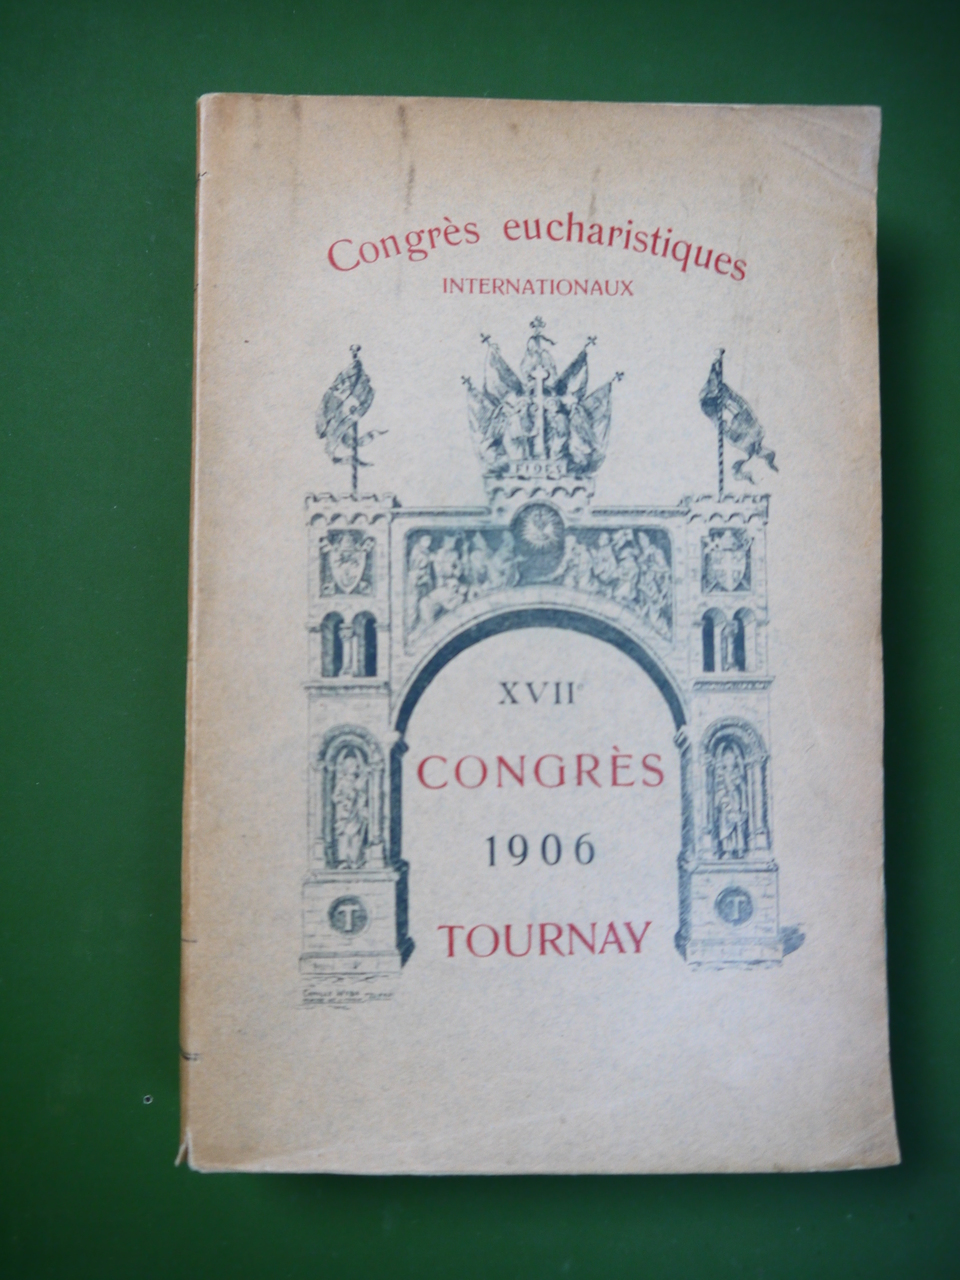 Congrès eucharistiques
INTERNATIONAUX
FIDES
XVIIe
CONGRÈS
1906
TOURNAY
T
T